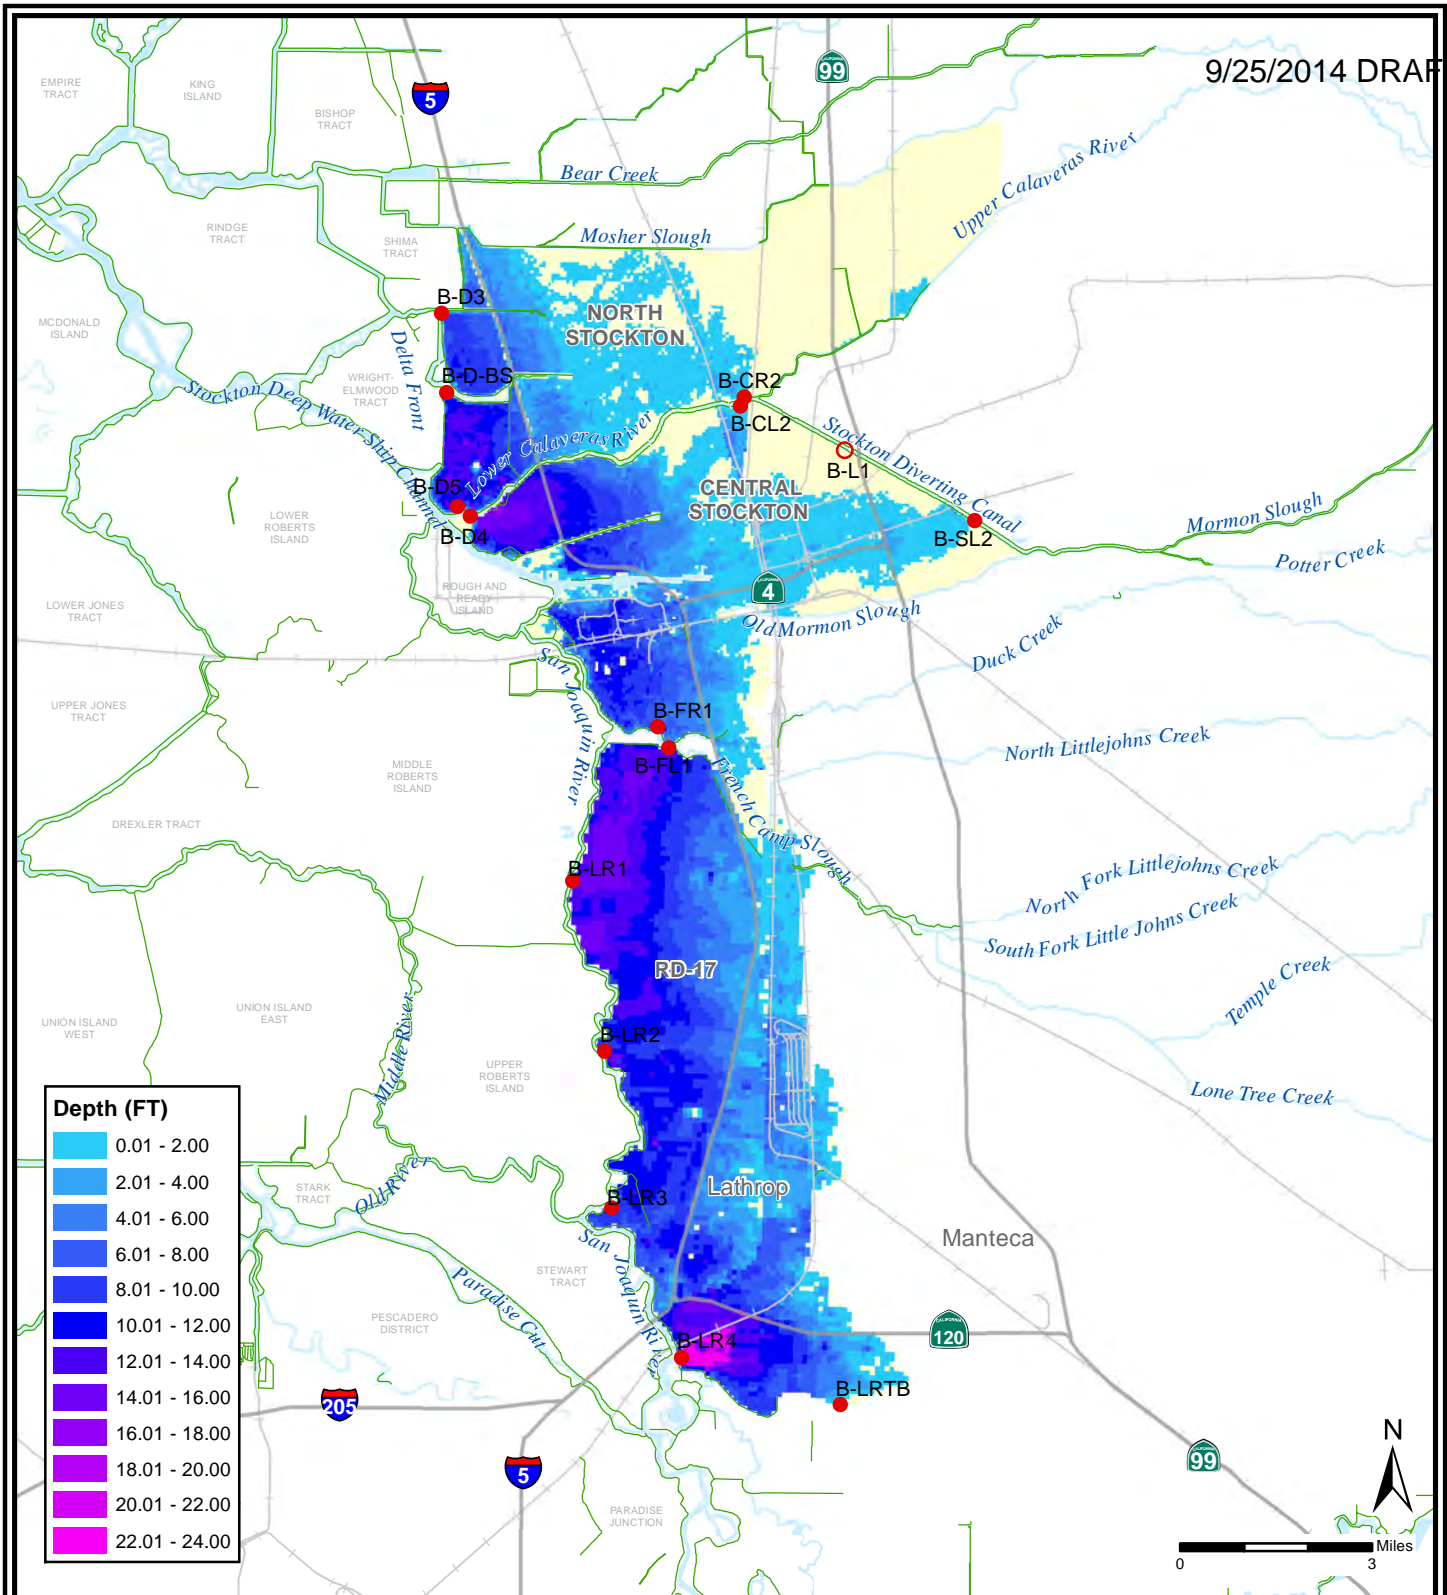 9/25/2014 DRAF
99
5
EMPIRE
TRACT
KING
ISLAND
BISHOP
TRACT
Bear Creek
Upper Calaveras River
RINDGE
TRACT
SHIMA
TRACT
Mosher Slough
B-D3
NORTH
STOCKTON
MCDONALD
ISLAND
Delta Front
WRIGHT-
ELMWOOD
TRACT
B-D-BS
B-CR2
B-CL2
Stockton Deep Water Ship Channel
Lower Calaveras River
Stockton Diverting Canal
B-L1
B-D5
CENTRAL
STOCKTON
LOWER
ROBERTS
ISLAND
B-D4
B-SL2
Mormon Slough
Potter Creek
ROUGH AND
READY
ISLAND
4
LOWER JONES
TRACT
Old Mormon Slough
Duck Creek
San Joaquin River
UPPER JONES
TRACT
B-FR1
North Littlejohns Creek
B-FL1
MIDDLE
ROBERTS
ISLAND
French Camp Slough
DREXLER TRACT
B-LR1
North Fork Littlejohns Creek
South Fork Little Johns Creek
RD-17
Temple Creek
UNION ISLAND
WEST
UNION ISLAND
EAST
Middle River
B-LR2
UPPER
ROBERTS
ISLAND
Lone Tree Creek
Depth (FT)
0.01 - 2.00
2.01 - 4.00
4.01 - 6.00
6.01 - 8.00
8.01 - 10.00
10.01 - 12.00
12.01 - 14.00
14.01 - 16.00
16.01 - 18.00
18.01 - 20.00
20.01 - 22.00
22.01 - 24.00
STARK
TRACT
Old River
B-LR3
Lathrop
San Joaquin River
Manteca
STEWART
TRACT
Paradise Cut
PESCADERO
DISTRICT
CALIFORNIA
120
B-LR4
B-LRTB
205
5
99
N
PARADISE
JUNCTION
Miles
0
3